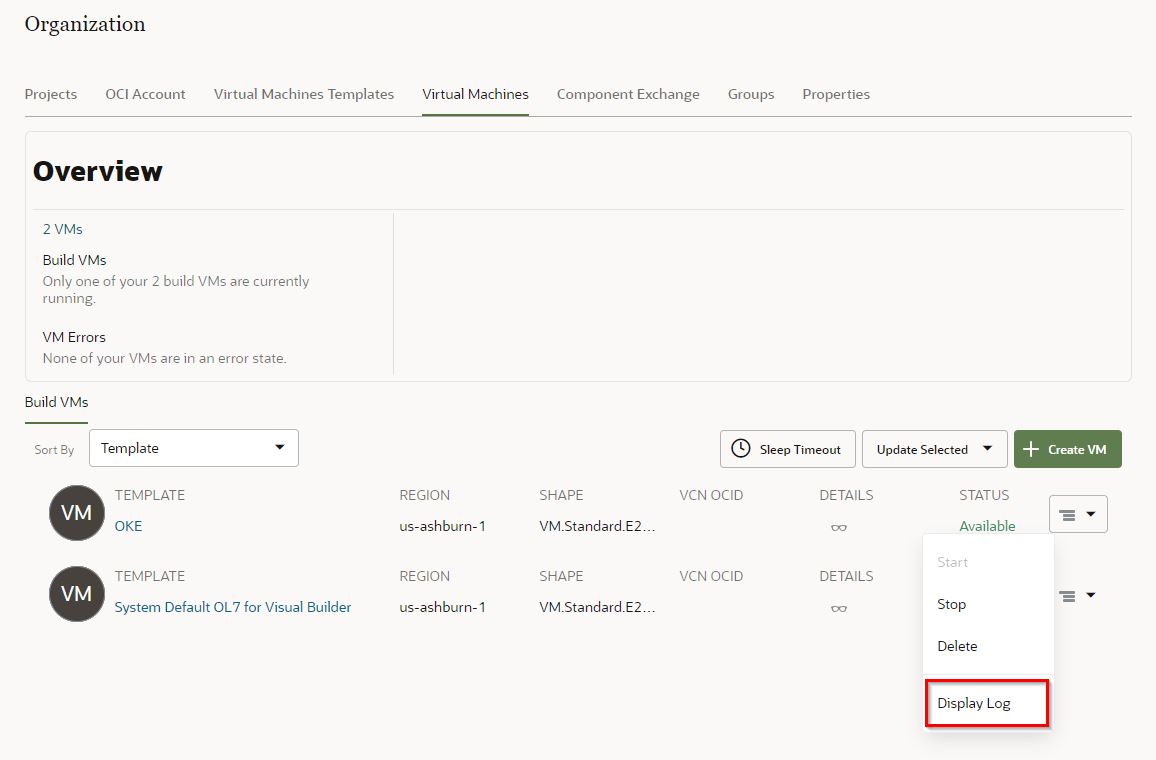 Organization
Projects OCI Account Virtual Machines Templates Virtual Machines Component Exchange Groups Properties
Overview
2 VMs
Build VMs
Only one of your 2 build VMs are currently
running.
VM Errors
None of your VMs are in an error state.
Build VMs
Sort By Template Sleep Timeout Update Selected Create VM
VM TEMPLATE REGION SHAPE VCN OCID DETAILS STATUS
OKE us-ashburn-1 VM.Standard.E2... Available
VM TEMPLATE REGION SHAPE VCN OCID DETAILS
System Default OL7 for Visual Builder us-ashburn-1 VM.Standard.E2...
Start
Stop
Delete
Display Log